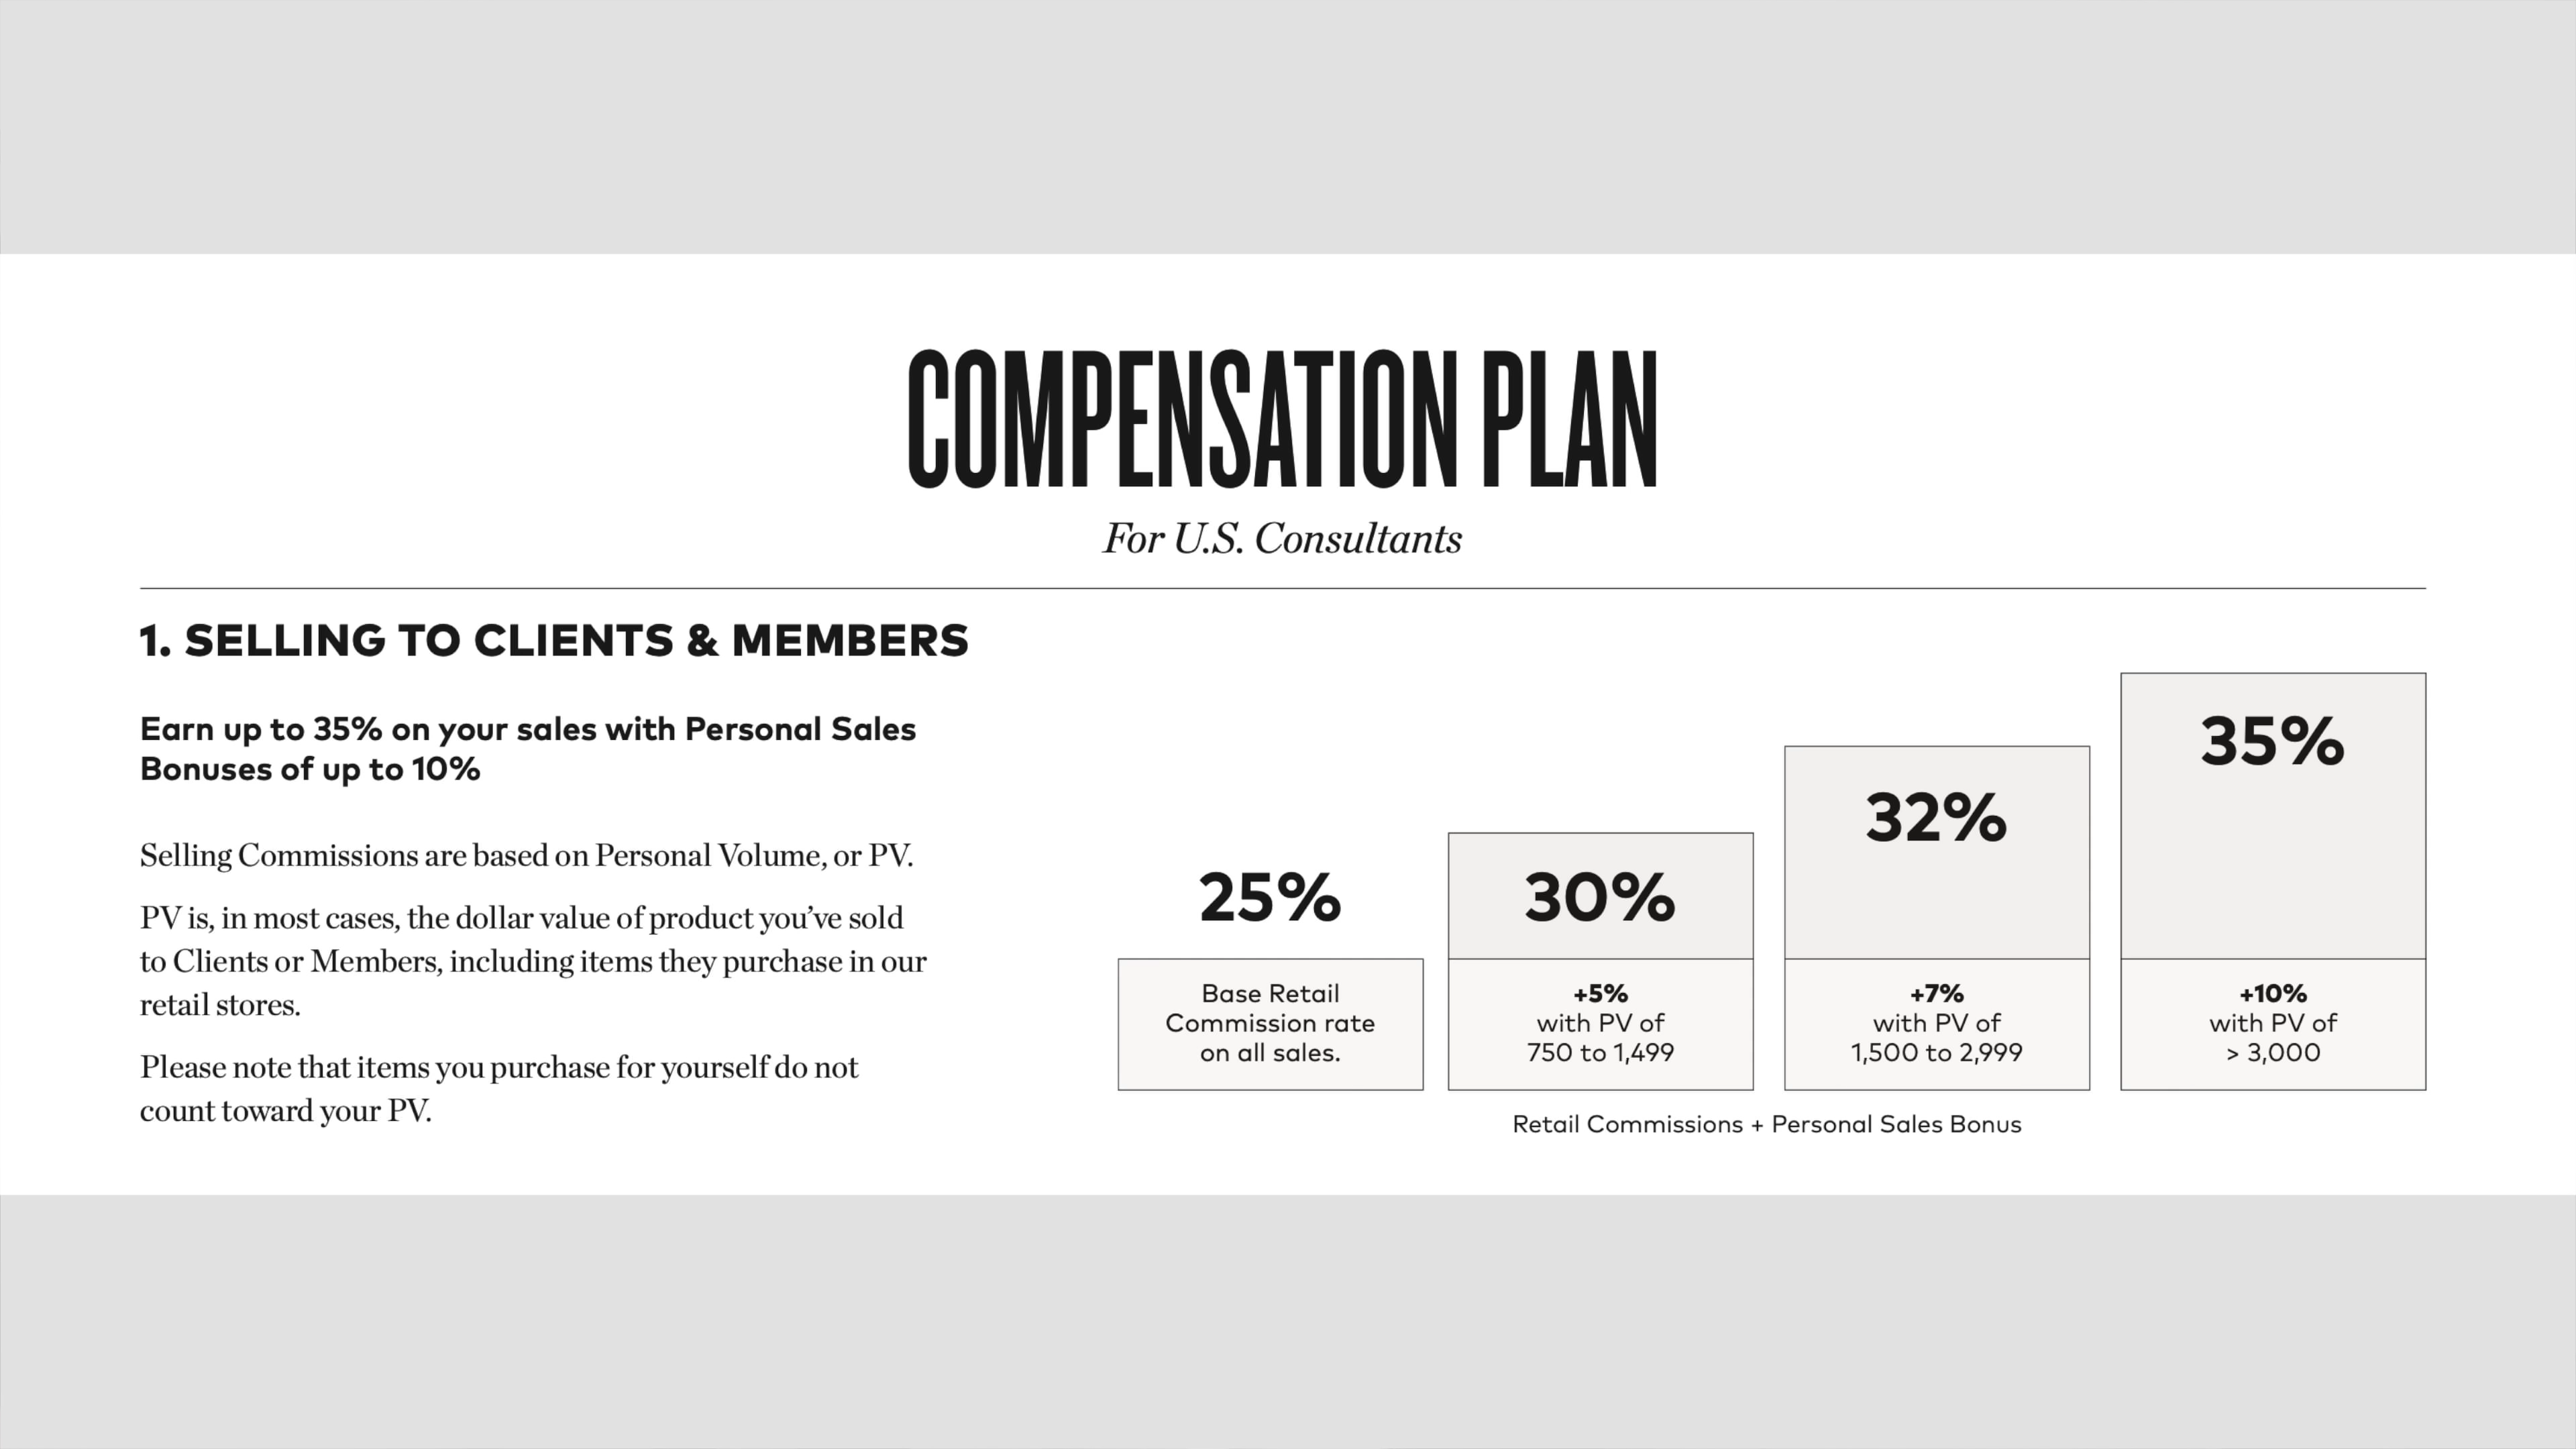 COMPENSATION PLAN
For U.S. Consultants
1. SELLING TO CLIENTS & MEMBERS
Earn up to 35% on your sales with Personal Sales
Bonuses of up to 10%
Selling Commissions are based on Personal Volume, or PV.
PV is, in most cases, the dollar value of product you’ve sold
to Clients or Members, including items they purchase in our
retail stores.
Please note that items you purchase for yourself do not
count toward your PV.
25%
Base Retail
Commission rate
on all sales.
30%
+5%
with PV of
750 to 1,499
32%
+7%
with PV of
1,500 to 2,999
35%
+10%
with PV of
> 3,000
Retail Commissions + Personal Sales Bonus